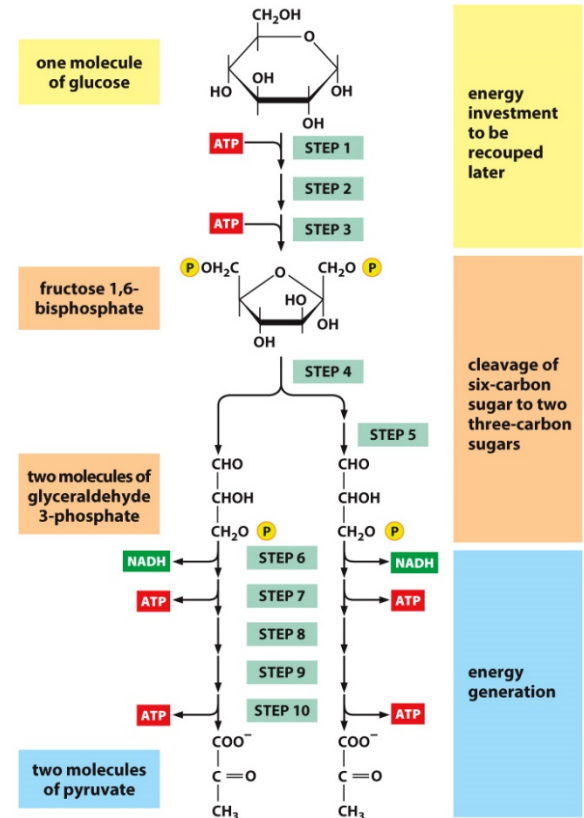 CH₂OH
O
one molecule
of glucose
OH
HO
OH
OH
energy
investment
to be
recouped
later
ATP
STEP 1
STEP 2
ATP
STEP 3
P OH₂C
O
CH₂O P
fructose 1,6-
bisphosphate
HO
OH
OH
STEP 4
cleavage of
six-carbon
sugar to two
three-carbon
sugars
STEP 5
two molecules of
glyceraldehyde
3-phosphate
CHO
CHO
CHOH
CHOH
CH₂O P
CH₂O P
NADH
STEP 6
NADH
ATP
STEP 7
ATP
STEP 8
STEP 9
energy
generation
ATP
STEP 10
ATP
two molecules
of pyruvate
COO⁻
COO⁻
C=O
C=O
CH₃
CH₃